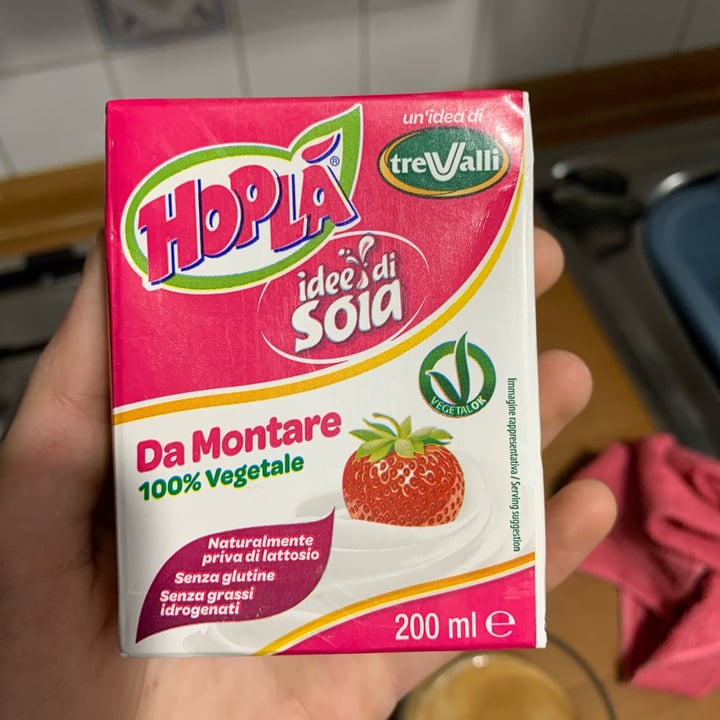 un'idea di
treValli
HOPLÁ®
idee di
soia
VEGETALOK
Da Montare
100% Vegetale
Immagine rappresentativa / Serving suggestion
Naturalmente
priva di lattosio
Senza glutine
Senza grassi
idrogenati
200 ml e